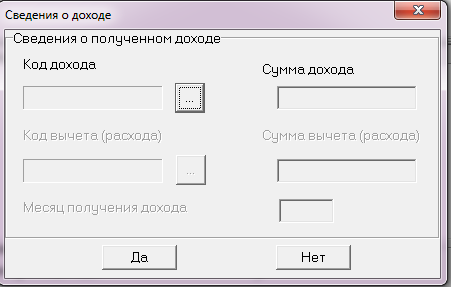 Сведения о доходе
Сведения о полученном доходе
Код дохода
Сумма дохода
...
Код вычета (расхода)
Сумма вычета (расхода)
...
Месяц получения дохода
Да
Нет